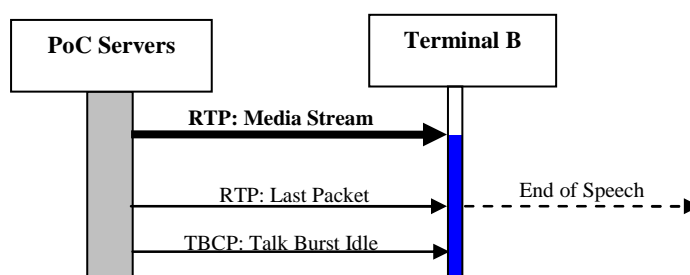 PoC Servers
Terminal B
RTP: Media Stream
RTP: Last Packet
End of Speech
TBCP: Talk Burst Idle